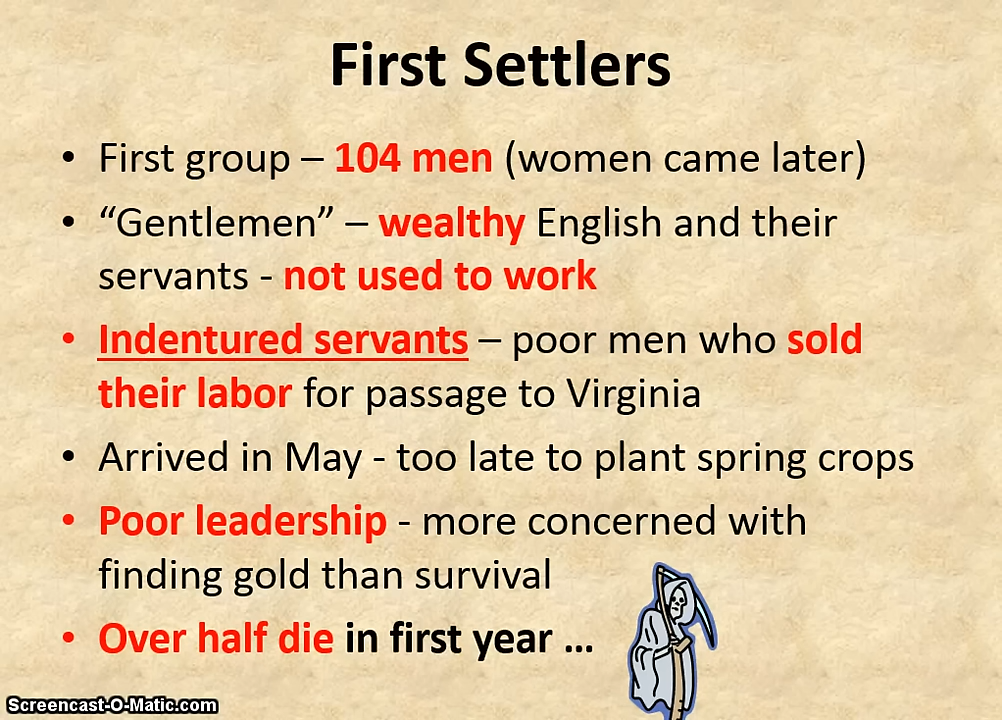 First Settlers
• First group – 104 men (women came later)
• “Gentlemen” – wealthy English and their
servants - not used to work
• Indentured servants – poor men who sold
their labor for passage to Virginia
• Arrived in May - too late to plant spring crops
• Poor leadership - more concerned with
finding gold than survival
• Over half die in first year ...
Screencast-O-Matic.com